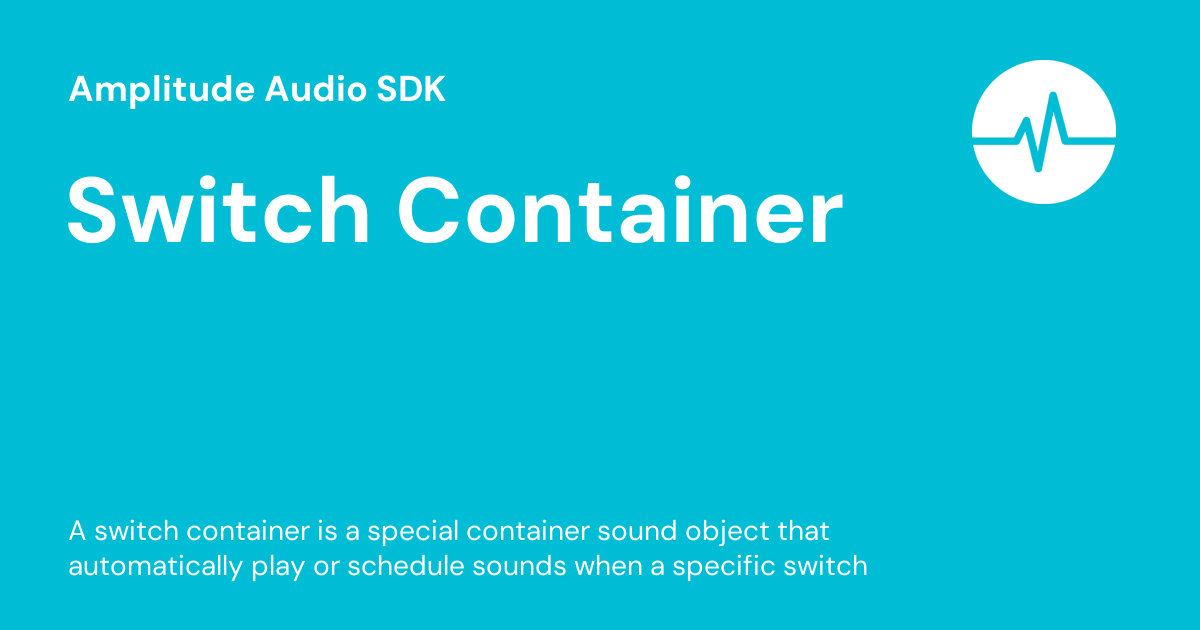 Amplitude Audio SDK
Switch Container
A switch container is a special container sound object that
automatically play or schedule sounds when a specific switch